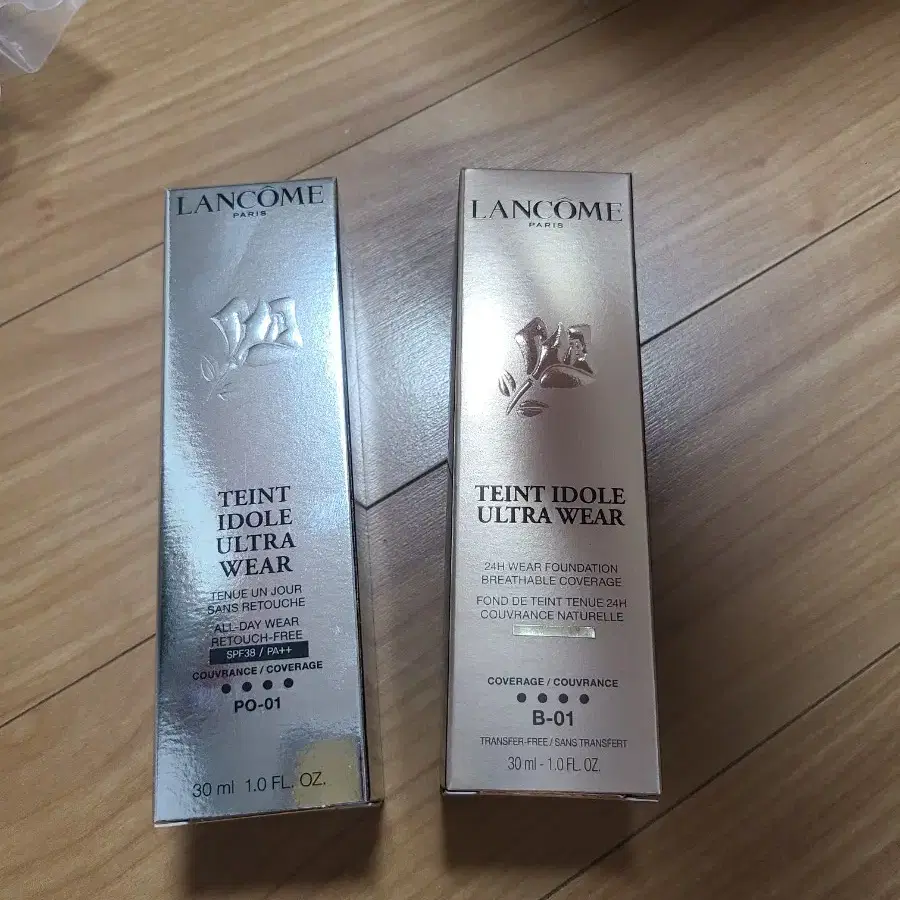 LANCÔME
PARIS
TEINT
IDOLE
ULTRA
WEAR
TENUE UN JOUR
SANS RETOUCHE
ALL-DAY WEAR
RETOUCH-FREE
SPF38 / PA++
COUVRANCE / COVERAGE
PO-01
30 ml 1.0 FL. OZ.
LANCÔME
PARIS
TEINT IDOLE
ULTRA WEAR
24H WEAR FOUNDATION
BREATHABLE COVERAGE
FOND DE TEINT TENUE 24H
COUVRANCE NATURELLE
COVERAGE / COUVRANCE
B-01
TRANSFER-FREE / SANS TRANSFERT
30 ml - 1.0 FL. OZ.